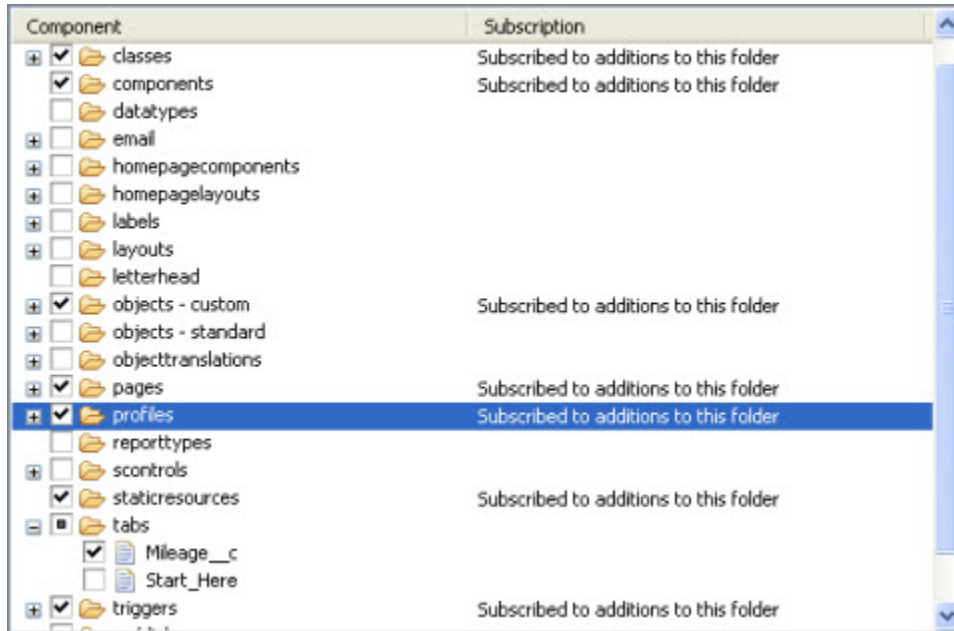 Component Subscription
classes Subscribed to additions to this folder
components Subscribed to additions to this folder
datatypes
email
homepagecomponents
homepagelayouts
labels
layouts
letterhead
objects - custom Subscribed to additions to this folder
objects - standard
objecttranslations
pages Subscribed to additions to this folder
profiles Subscribed to additions to this folder
reporttypes
scontrols
staticresources Subscribed to additions to this folder
tabs
Mileage__c
Start_Here
triggers Subscribed to additions to this folder